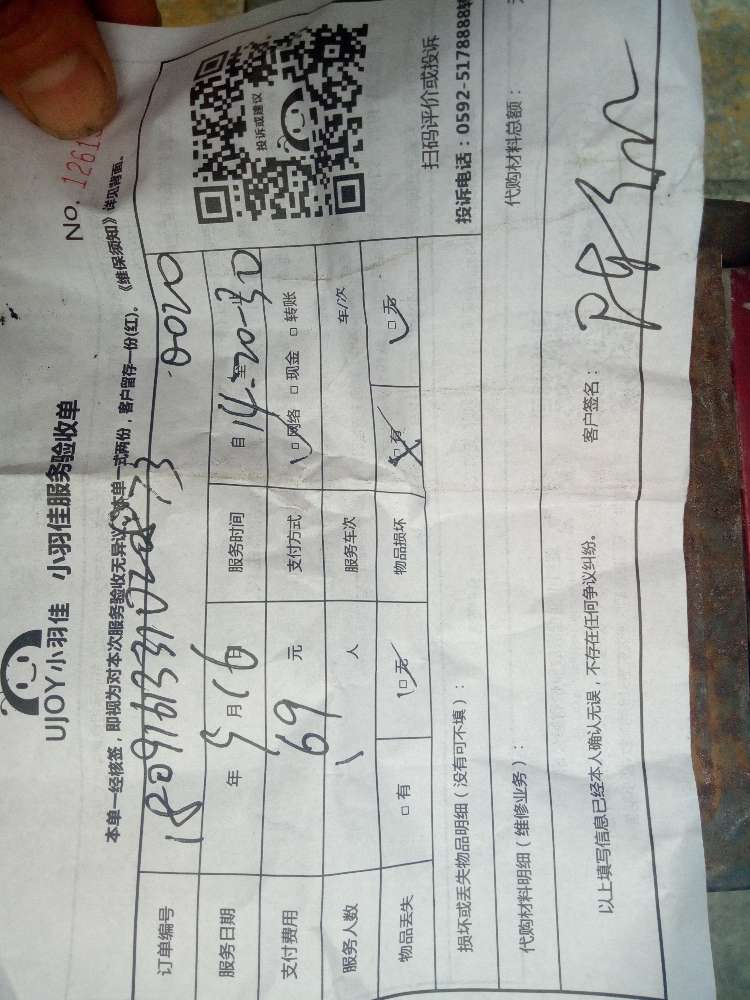 No. 1261
UJOY小羽佳 小羽佳服务验收单
本单一经核签，即视为对本次服务验收无异议，本单一式两份，客户留存一份(红)。《维保须知》详见背面。
订单编号
服务日期 年 9 月 16 日 服务时间 自 14:20 至 30
支付费用 69 元 支付方式 □网络 □现金 □转账
服务人数 1 人 服务车次 车/次
物品丢失 □有 □无 物品损坏 □有 □无
投诉或建议
扫码评价或投诉
投诉电话：0592-5178888转
损坏或丢失物品明细（没有可不填）：
代购材料明细（维修业务）： 代购材料总额：
以上填写信息已经本人确认无误，不存在任何争议纠纷。 客户签名：